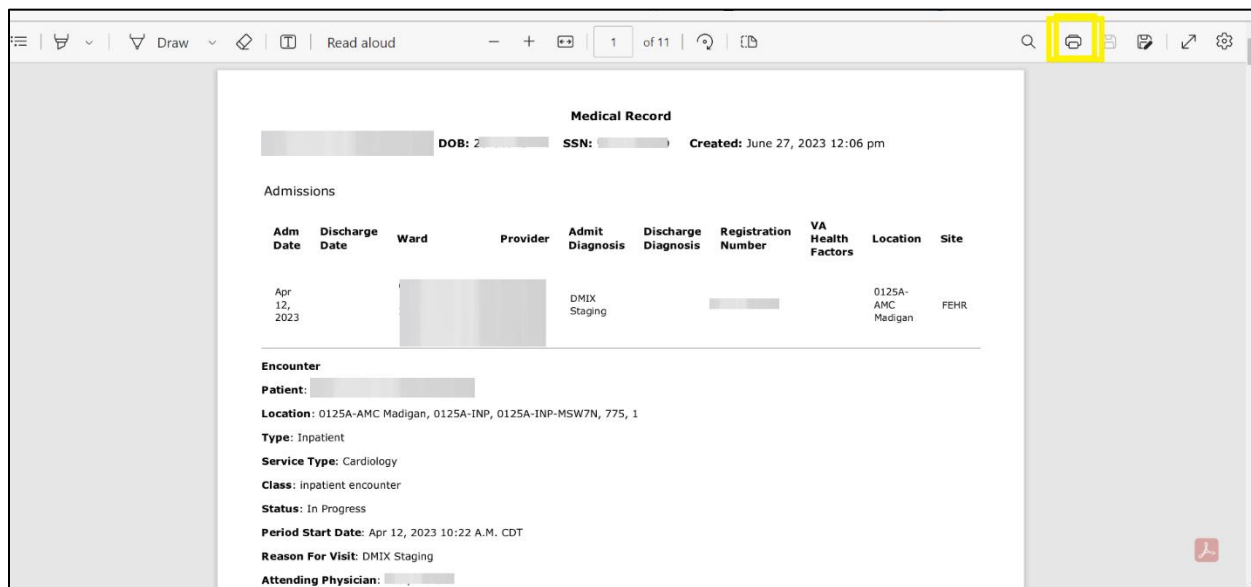 Draw Read aloud 1 of 11
Medical Record
DOB: 2 SSN: Created: June 27, 2023 12:06 pm
Admissions
Adm Date Discharge Date Ward Provider Admit Diagnosis Discharge Diagnosis Registration Number VA Health Factors Location Site
Apr 12, 2023 DMIX Staging 0125A-AMC Madigan FEHR
Encounter
Patient:
Location: 0125A-AMC Madigan, 0125A-INP, 0125A-INP-MSW7N, 775, 1
Type: Inpatient
Service Type: Cardiology
Class: inpatient encounter
Status: In Progress
Period Start Date: Apr 12, 2023 10:22 A.M. CDT
Reason For Visit: DMIX Staging
Attending Physician: